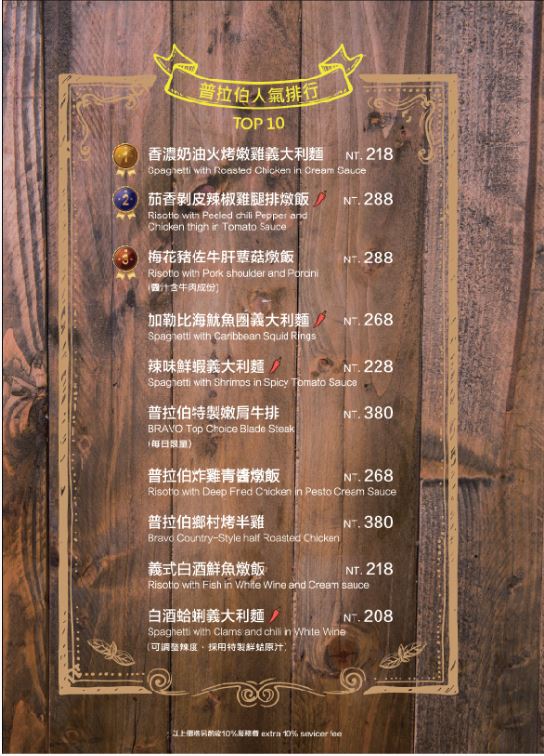 普拉伯人氣排行
TOP 10
1
香濃奶油火烤嫩雞義大利麵 NT. 218
Spaghetti with Roasted Chicken in Cream Sauce
2
茄香剝皮辣椒雞腿排燉飯 NT. 288
Risotto with Peeled chili Pepper and
Chicken thigh in Tomato Sauce
3
梅花豬佐牛肝蕈菇燉飯 NT. 288
Risotto with Pork shoulder and Porcini
(醬汁含牛肉成份)
加勒比海魷魚圈義大利麵 NT. 268
Spaghetti with Caribbean Squid Rings
辣味鮮蝦義大利麵 NT. 228
Spaghetti with Shrimps in Spicy Tomato Sauce
普拉伯特製嫩肩牛排 NT. 380
BRAVO Top Choice Blade Steak
(每日限量)
普拉伯炸雞青醬燉飯 NT. 268
Risotto with Deep Fried Chicken in Pesto Cream Sauce
普拉伯鄉村烤半雞 NT. 380
Bravo Country-Style half Roasted Chicken
義式白酒鮮魚燉飯 NT. 218
Risotto with Fish in White Wine and Cream sauce
白酒蛤蜊義大利麵 NT. 208
Spaghetti with Clams and chili in White Wine
(可調整辣度、採用特製鮮蛤原汁)
以上價格另酌收10%服務費 extra 10% sevicer fee